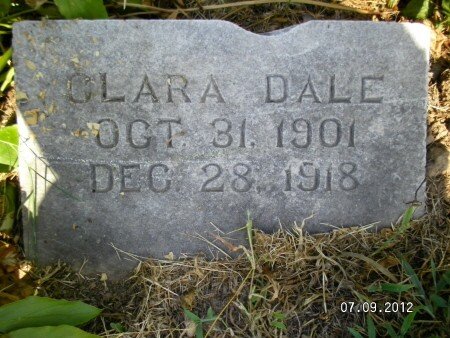 CLARA DALE
OCT. 31. 1901
DEC. 28. 1918
07.09.2012